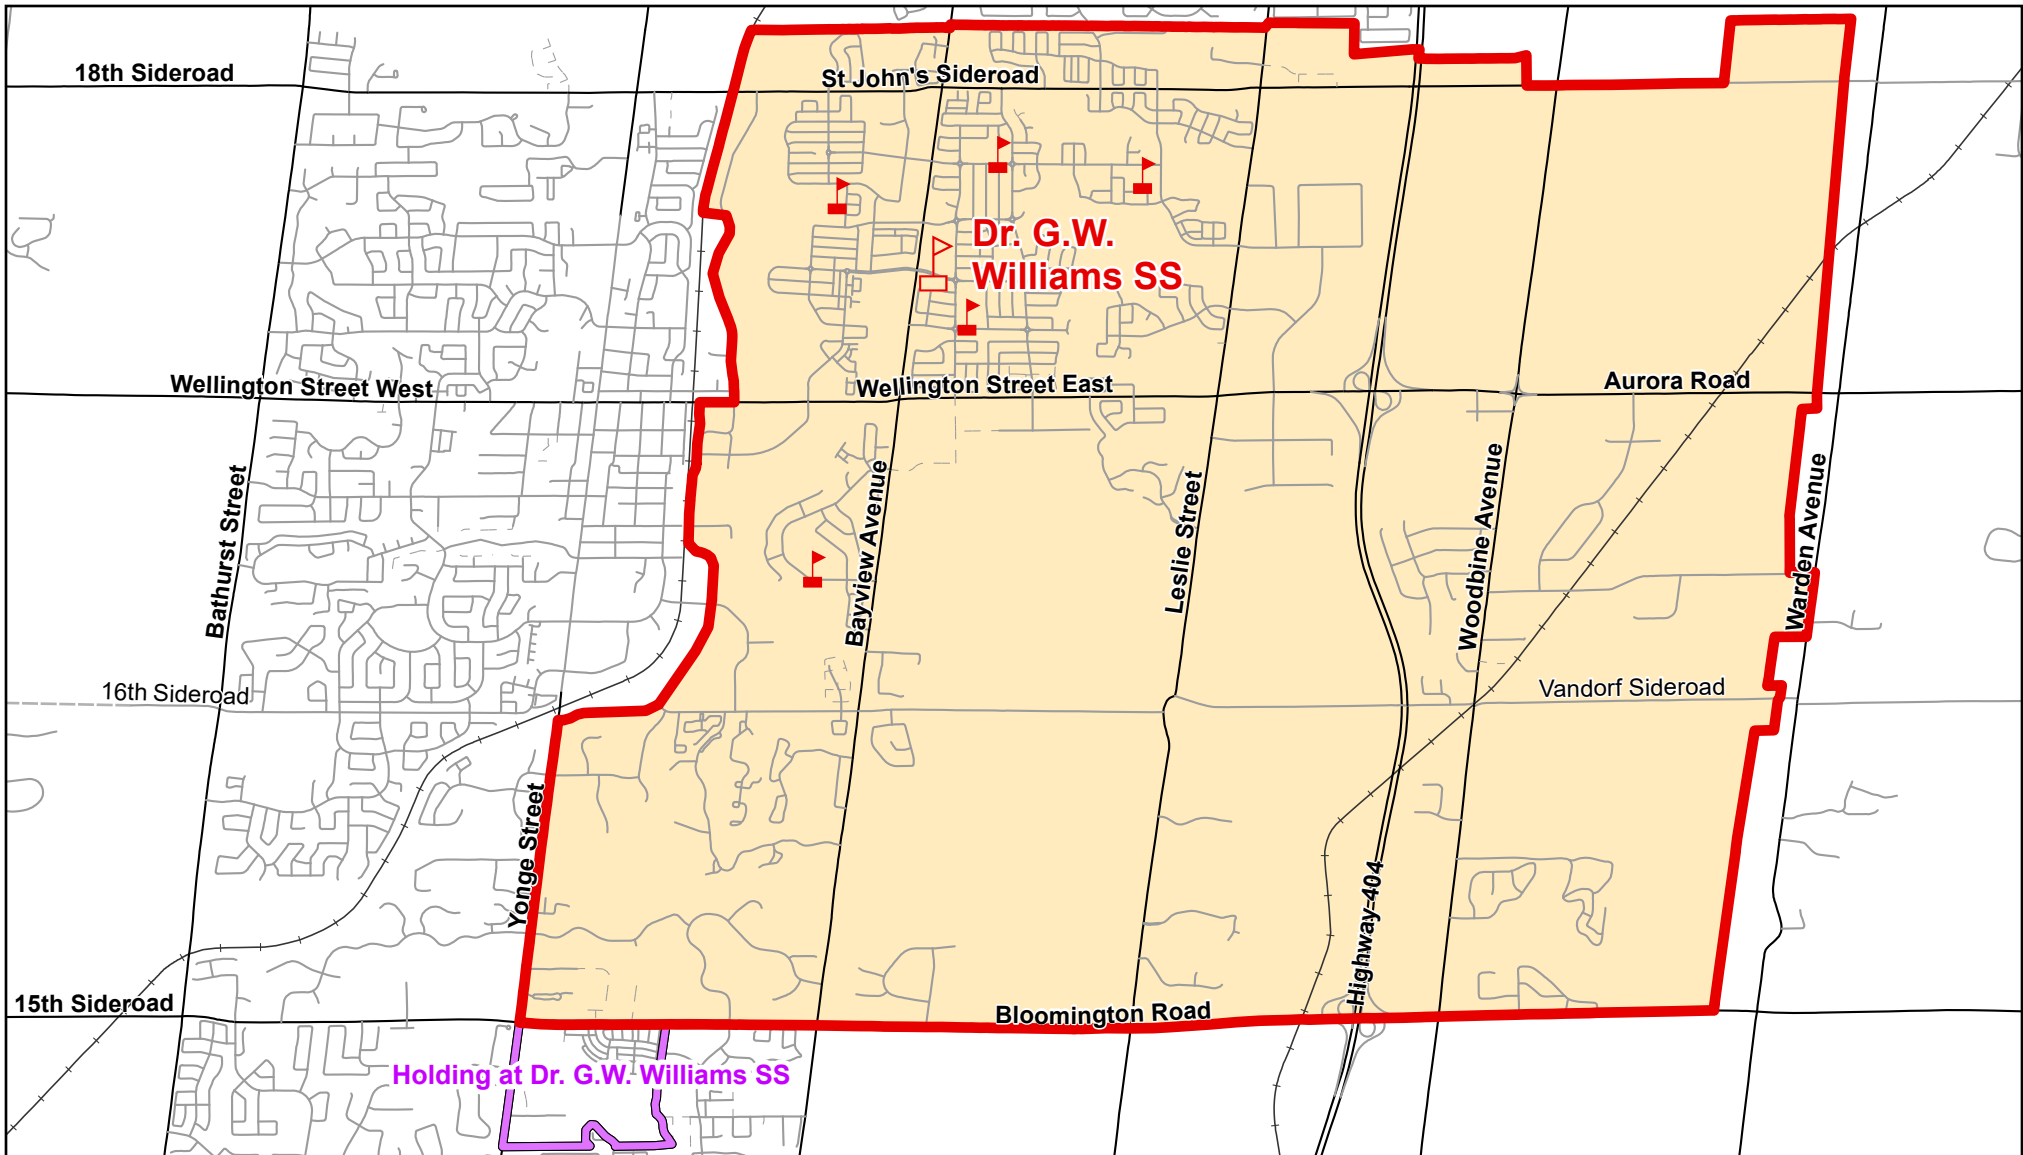 18th Sideroad
St John's Sideroad
Dr. G.W.
Williams SS
Wellington Street West
Wellington Street East
Aurora Road
Bathurst Street
Bayview Avenue
Leslie Street
Woodbine Avenue
Warden Avenue
16th Sideroad
Vandorf Sideroad
Yonge Street
Highway 404
15th Sideroad
Bloomington Road
Holding at Dr. G.W. Williams SS